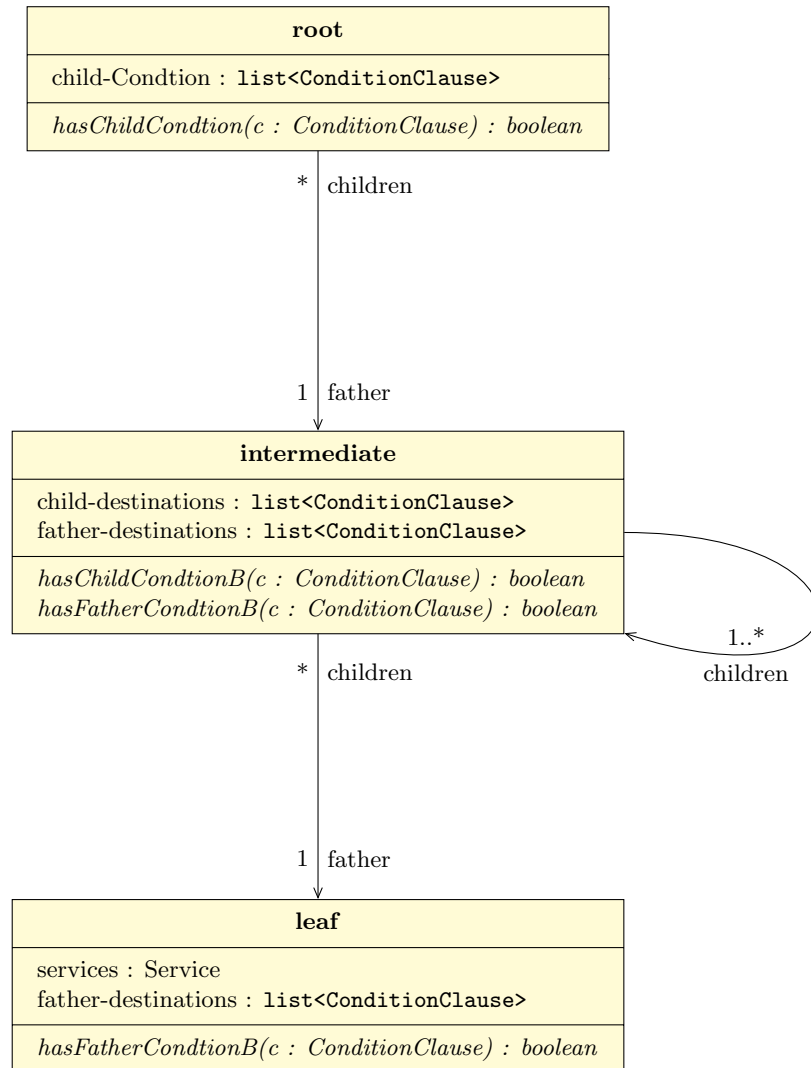 root
child-Condtion : list<ConditionClause>
hasChildCondtion(c : ConditionClause) : boolean
* children
1 father
intermediate
child-destinations : list<ConditionClause>
father-destinations : list<ConditionClause>
hasChildCondtionB(c : ConditionClause) : boolean
hasFatherCondtionB(c : ConditionClause) : boolean
1..*
children
* children
1 father
leaf
services : Service
father-destinations : list<ConditionClause>
hasFatherCondtionB(c : ConditionClause) : boolean